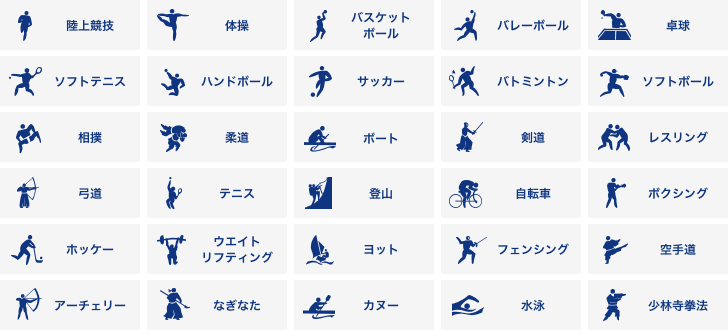 陸上競技
体操
バスケット
ボール
バレーボール
卓球
ソフトテニス
ハンドボール
サッカー
バトミントン
ソフトボール
相撲
柔道
ボート
剣道
レスリング
弓道
テニス
登山
自転車
ボクシング
ホッケー
ウエイト
リフティング
ヨット
フェンシング
空手道
アーチェリー
なぎなた
カヌー
水泳
少林寺拳法